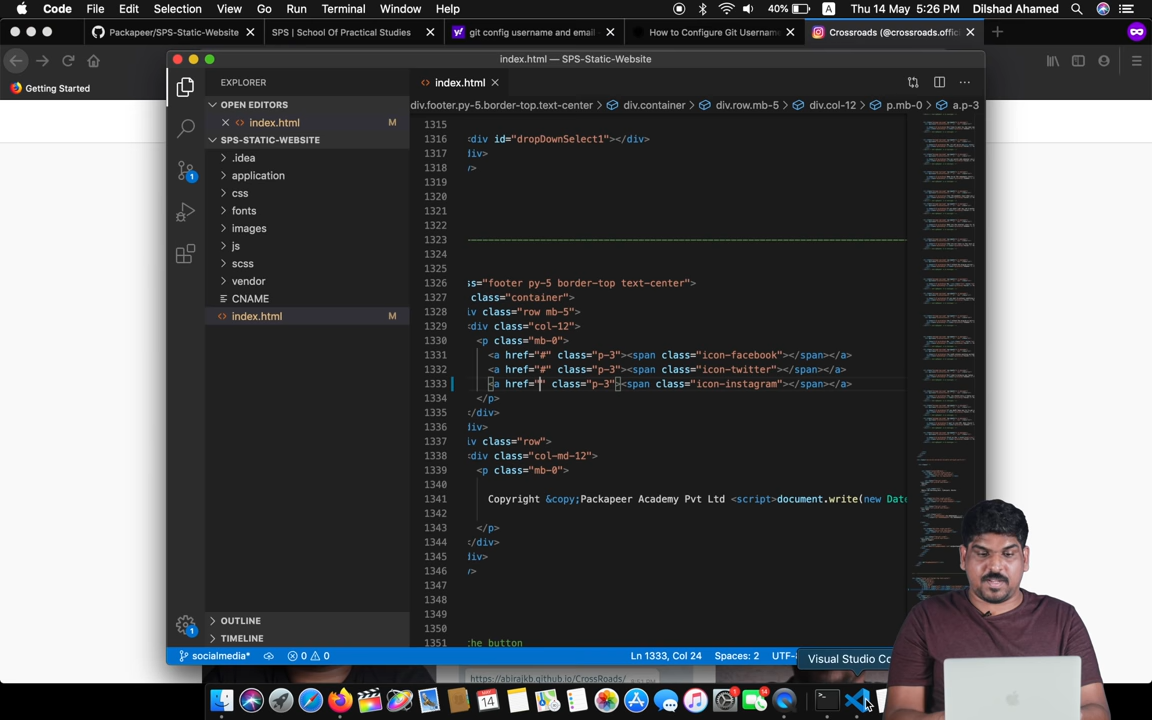 Code File Edit Selection View Go Run Terminal Window Help 40% A Thu 14 May 5:26 PM Dilshad Ahamed
Packapeer/SPS-Static-Website SPS | School Of Practical Studies git config username and email - How to Configure Git Usernam Crossroads (@crossroads.offici
Getting Started
index.html — SPS-Static-Website
EXPLORER
OPEN EDITORS
index.html M
SPS-STATIC-WEBSITE
.idea
application
css
fonts
images
js
scss
vendor
CNAME
index.html M
OUTLINE
TIMELINE
index.html
div.footer.py-5.border-top.text-center > div.container > div.row.mb-5 > div.col-12 > p.mb-0 > a.p-3
1315
1316 <div id="dropDownSelect1"></div>
1317 div>
1318 >
1319
1320
1321
1322
1323
1324
1325
1326 ss="footer py-5 border-top text-center">
1327 class="container">
1328 iv class="row mb-5">
1329 <div class="col-12">
1330 <p class="mb-0">
1331 <a href="#" class="p-3"><span class="icon-facebook"></span></a>
1332 <a href="#" class="p-3"><span class="icon-twitter"></span></a>
1333 <a href="" class="p-3"><span class="icon-instagram"></span></a>
1334 </p>
1335 </div>
1336 div>
1337 iv class="row">
1338 <div class="col-md-12">
1339 <p class="mb-0">
1340
1341 Copyright &copy;Packapeer Academy Pvt Ltd <script>document.write(new Date
1342
1343 </p>
1344 </div>
1345 div>
1346 >
1347
1348
1349
1350
1351 the button
1
1
socialmedia* 0 0 Ln 1333, Col 24 Spaces: 2 UTF-
Visual Studio Co
https://abirajkb.github.io/CrossRoads/